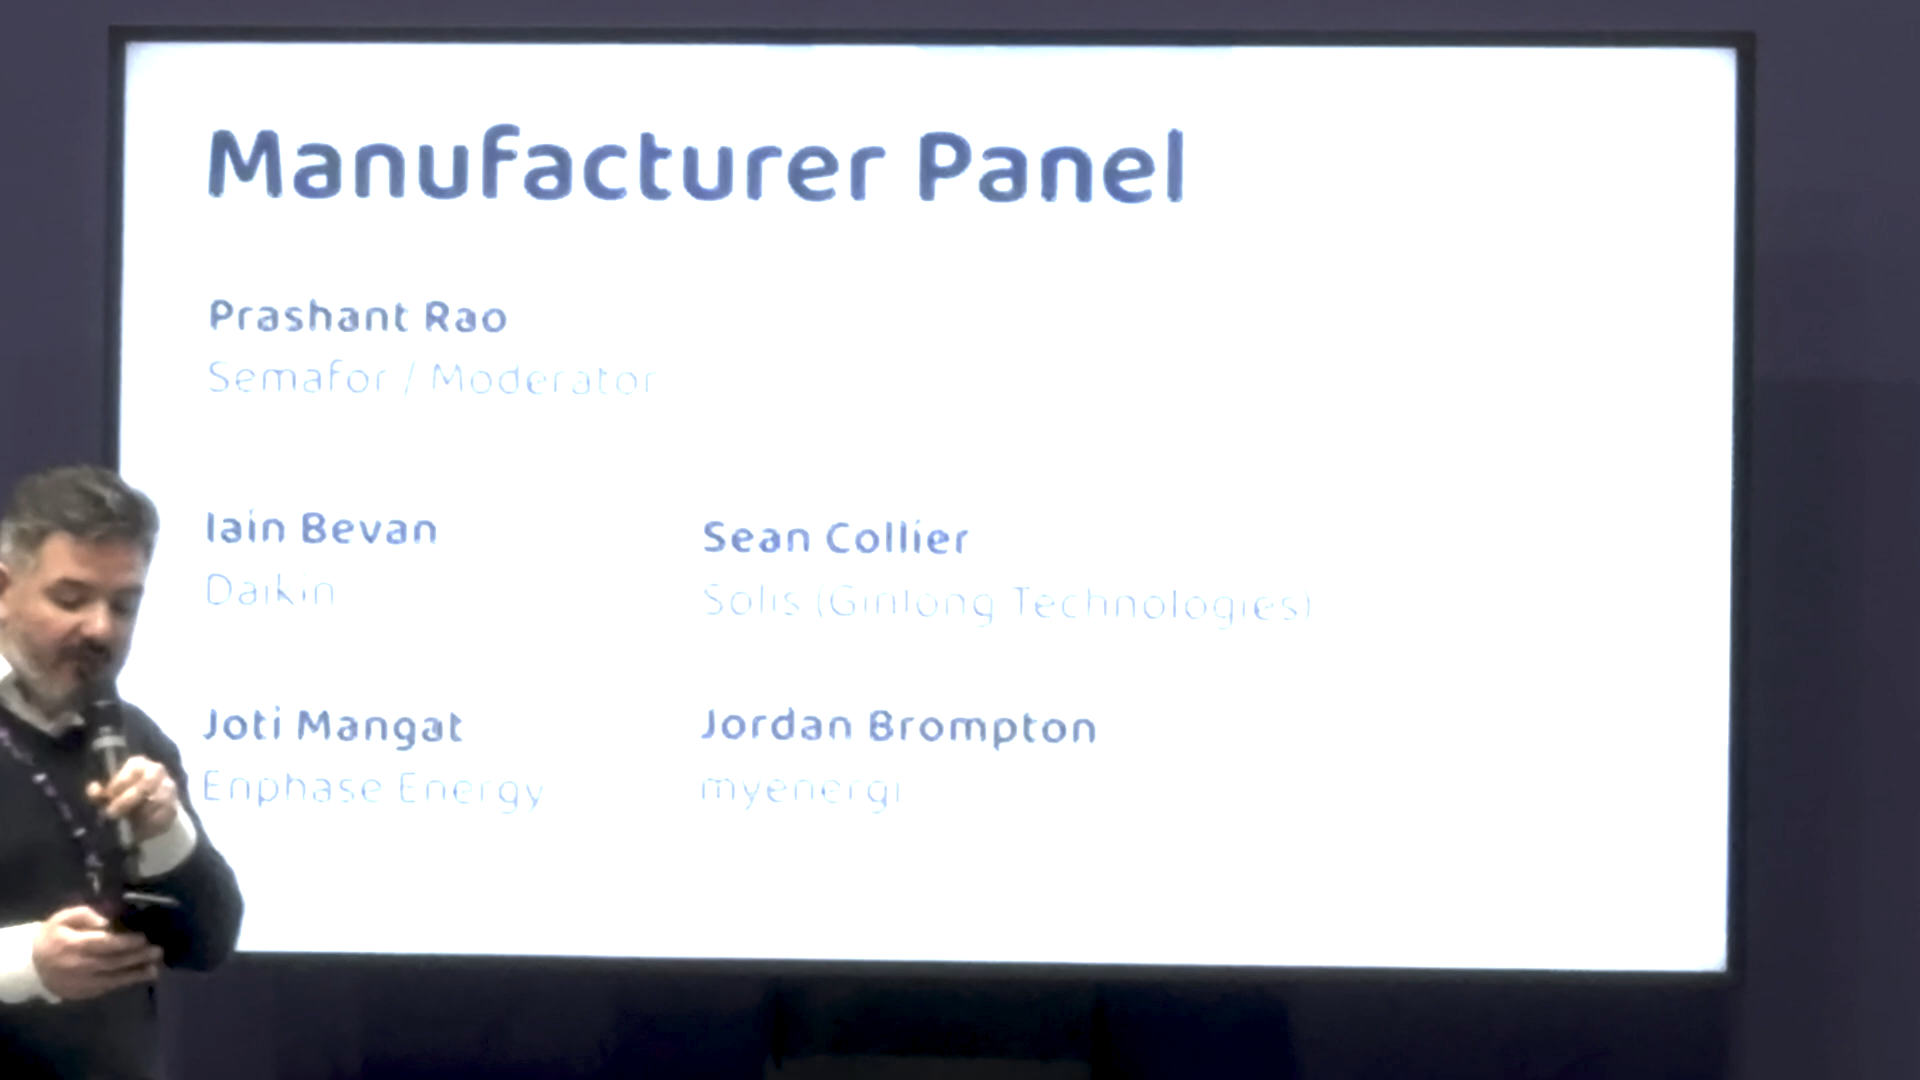 Manufacturer Panel
Prashant Rao
Semafor / Moderator
Iain Bevan
Daikin
Sean Collier
Solis (Ginlong Technologies)
Joti Mangat
Enphase Energy
Jordan Brompton
myenergi